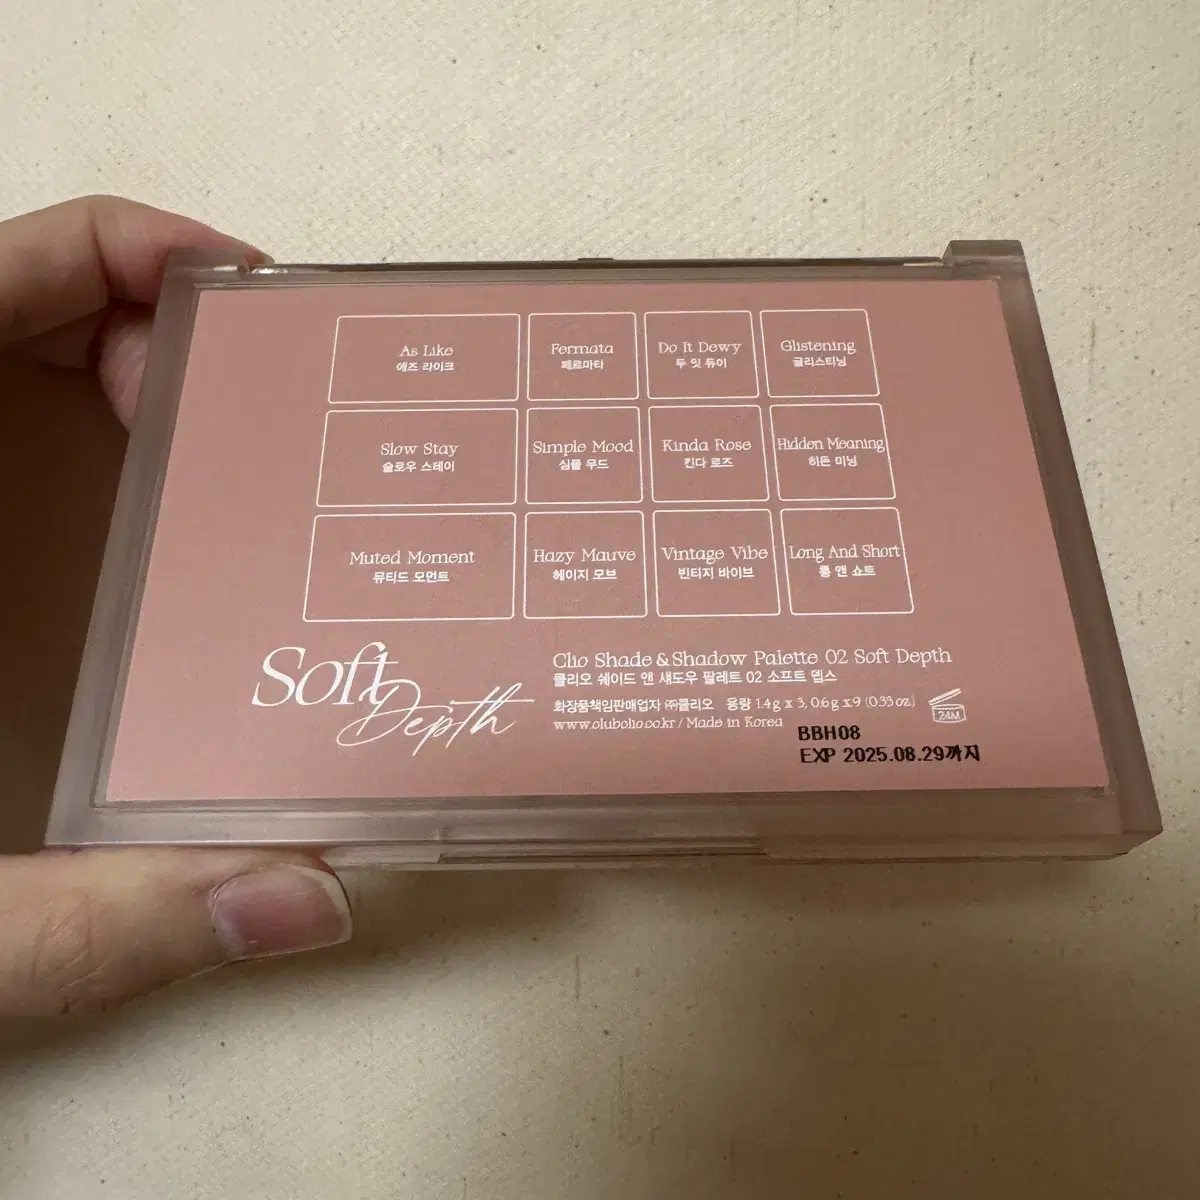 As Like
애즈 라이크
Fermata
페르마타
Do It Dewy
두 잇 듀이
Glistening
글리스티닝
Slow Stay
슬로우 스테이
Simple Mood
심플 무드
Kinda Rose
킨다 로즈
Hidden Meaning
히든 미닝
Muted Moment
뮤티드 모먼트
Hazy Mauve
헤이지 모브
Vintage Vibe
빈티지 바이브
Long And Short
롱 앤 쇼트
Soft
Depth
Clio Shade & Shadow Palette 02 Soft Depth
클리오 쉐이드 앤 섀도우 팔레트 02 소프트 뎁스
화장품책임판매업자 ㈜클리오 용량 1.4 g x 3, 0.6 g x 9 (0.33 oz.)
www.clubclio.co.kr / Made in Korea
24M
BBH08
EXP 2025.08.29까지